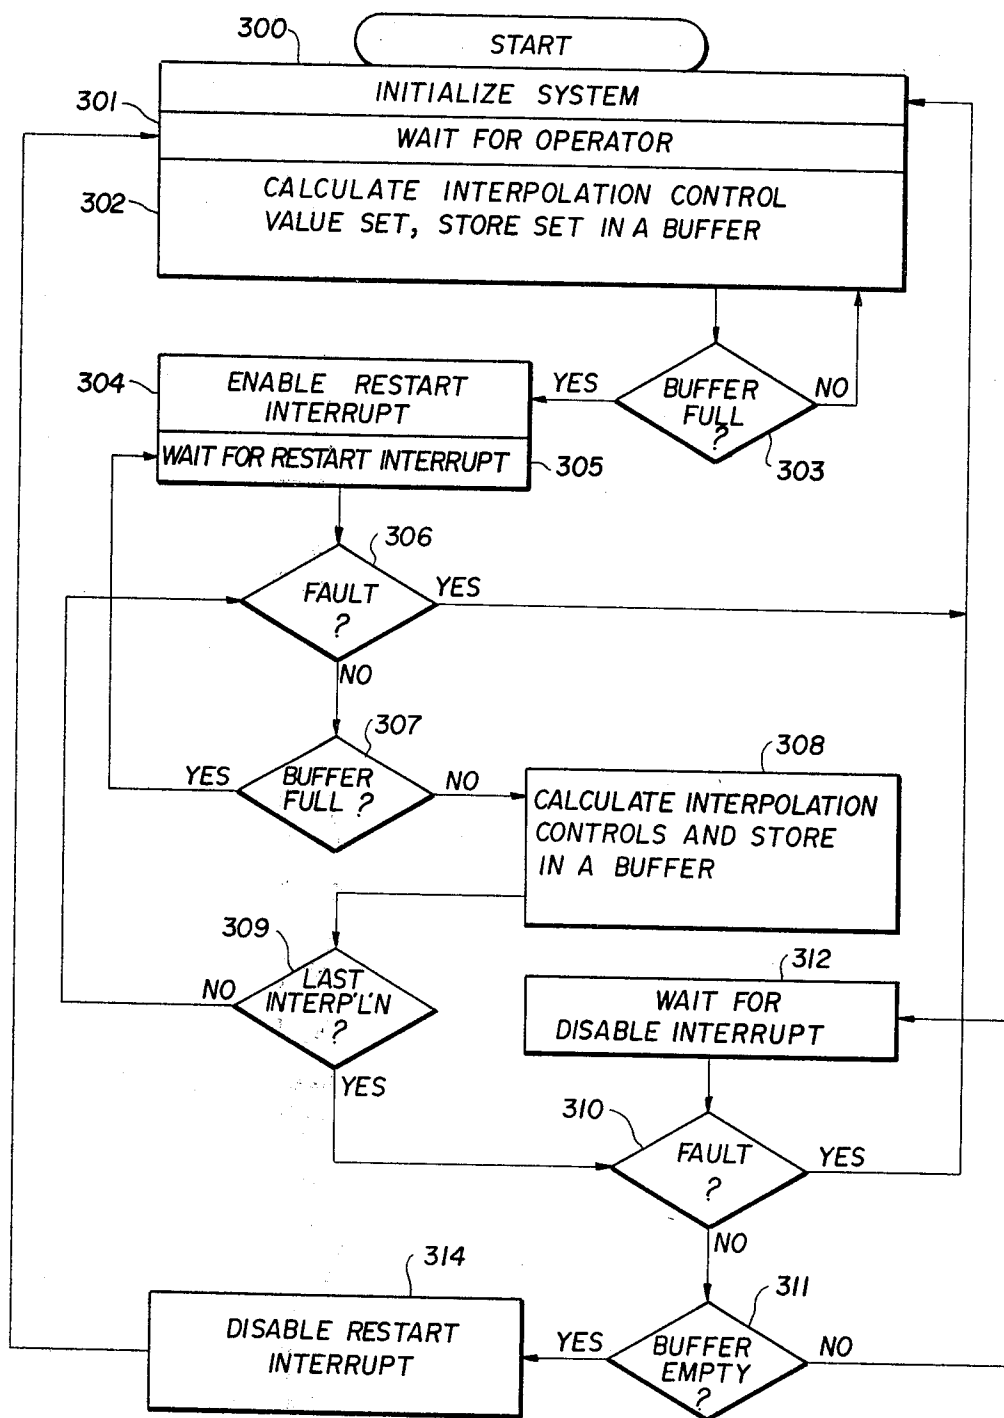 300
START
INITIALIZE SYSTEM
301
WAIT FOR OPERATOR
302
CALCULATE INTERPOLATION CONTROL
VALUE SET, STORE SET IN A BUFFER
304
ENABLE RESTART
INTERRUPT
YES
BUFFER
FULL
?
NO
303
WAIT FOR RESTART INTERRUPT
305
306
FAULT
?
YES
NO
307
YES
BUFFER
FULL ?
NO
308
CALCULATE INTERPOLATION
CONTROLS AND STORE
IN A BUFFER
309
NO
LAST
INTERP'L'N
?
YES
312
WAIT FOR
DISABLE INTERRUPT
310
FAULT
?
YES
NO
314
DISABLE RESTART
INTERRUPT
YES
311
BUFFER
EMPTY
?
NO